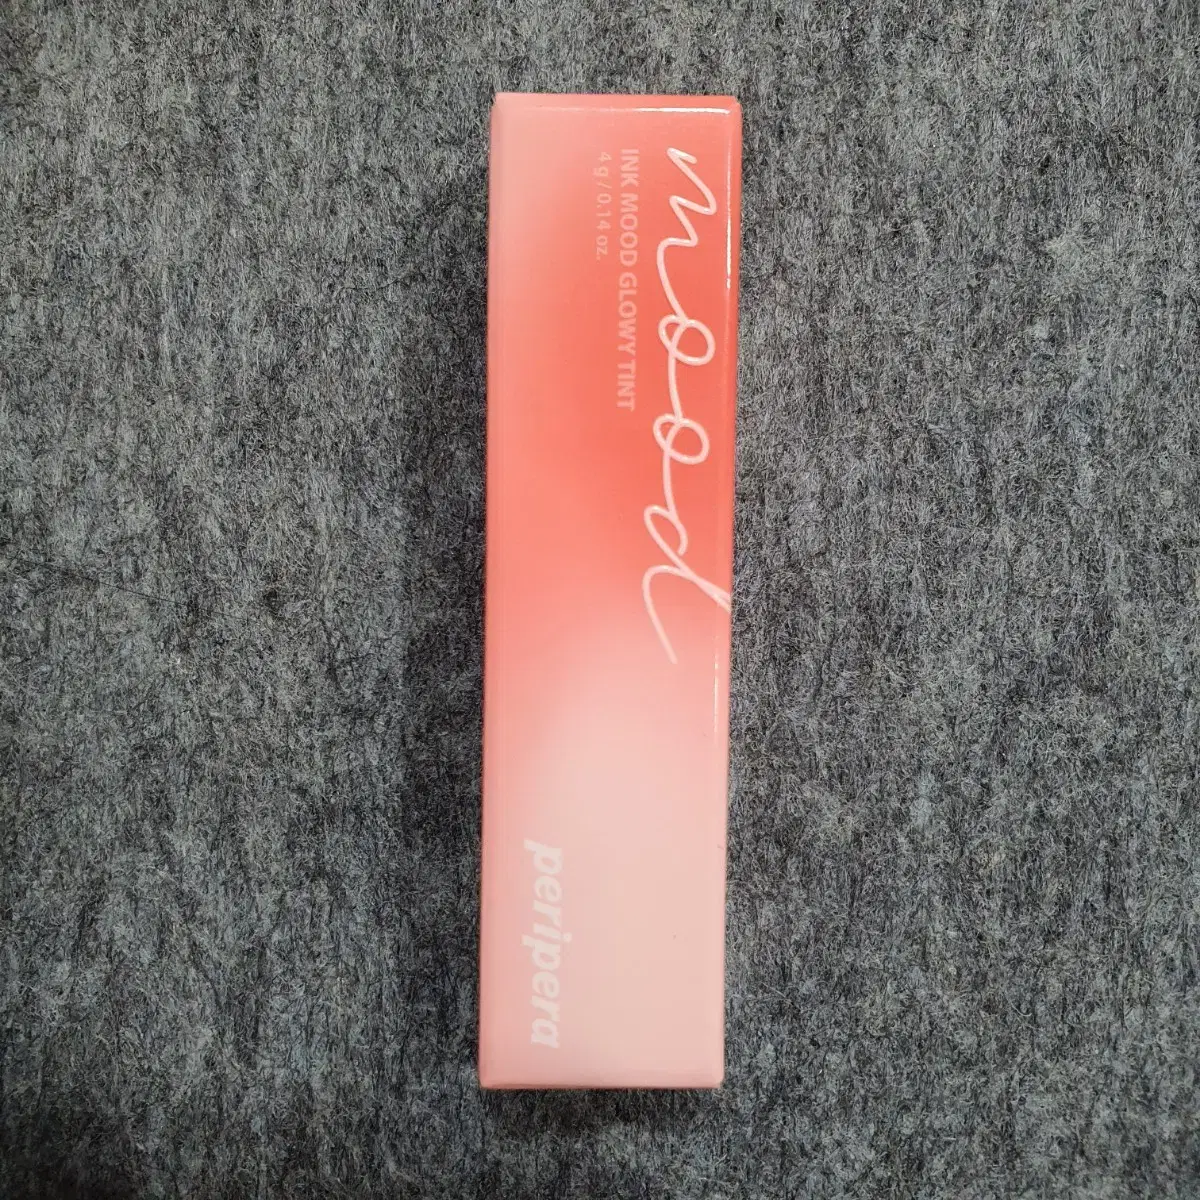 mood
INK MOOD GLOWY TINT
4 g / 0.14 oz.
peripera